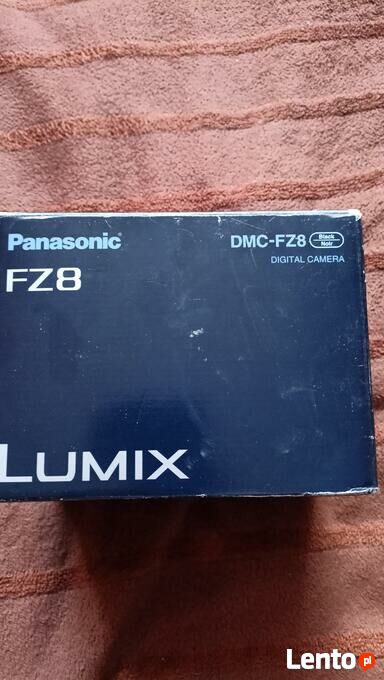 Panasonic
DMC-FZ8 Black
Noir
DIGITAL CAMERA
FZ8
LUMIX
Lento pl